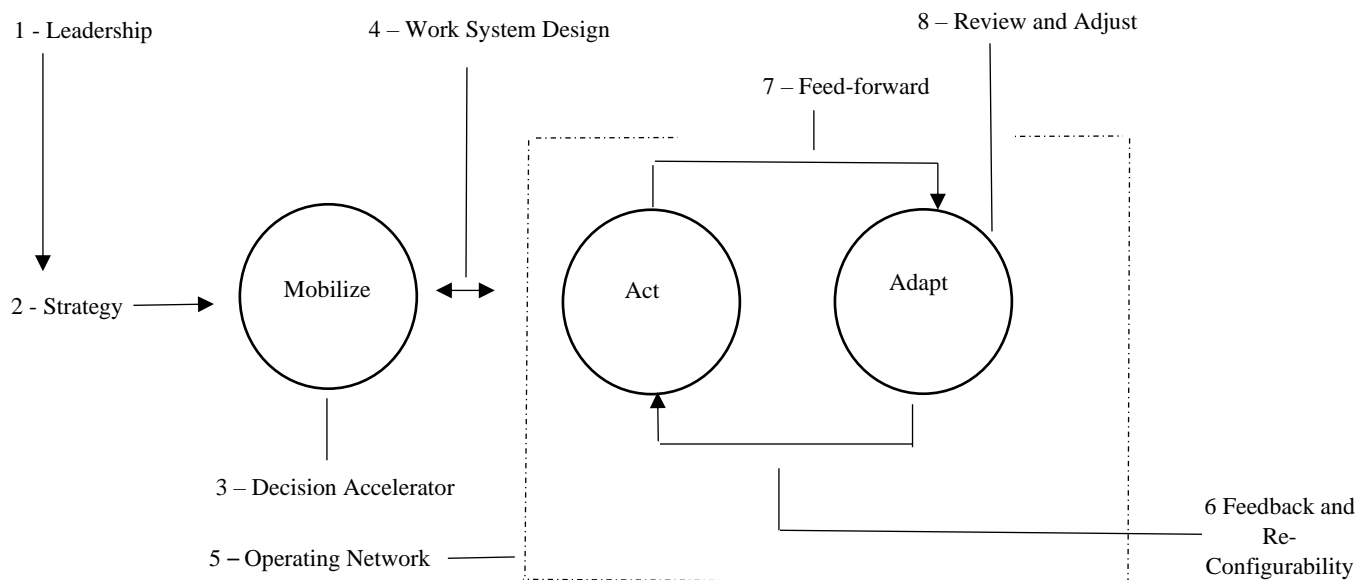 1 - Leadership
4 – Work System Design
8 – Review and Adjust
7 – Feed-forward
2 - Strategy
Mobilize
Act
Adapt
3 – Decision Accelerator
5 – Operating Network
6 Feedback and
Re-
Configurability